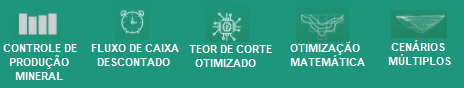 CONTROLE DE
PRODUÇÃO
MINERAL
FLUXO DE CAIXA
DESCONTADO
TEOR DE CORTE
OTIMIZADO
OTIMIZAÇÃO
MATEMÁTICA
CENÁRIOS
MÚLTIPLOS